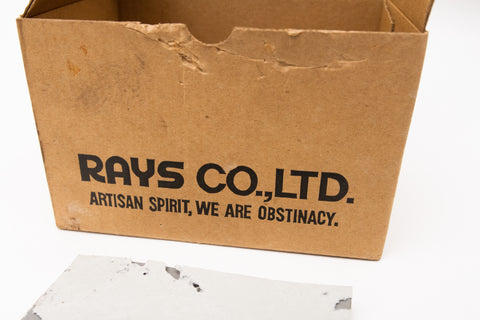 RAYS CO.,LTD.
ARTISAN SPIRIT, WE ARE OBSTINACY.